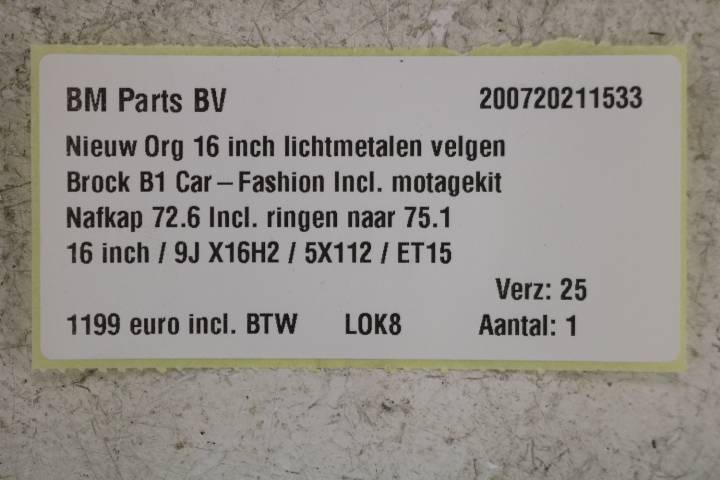 BM Parts BV 200720211533
Nieuw Org 16 inch lichtmetalen velgen
Brock B1 Car – Fashion Incl. motagekit
Nafkap 72.6 Incl. ringen naar 75.1
16 inch / 9J X16H2 / 5X112 / ET15
Verz: 25
1199 euro incl. BTW LOK8 Aantal: 1